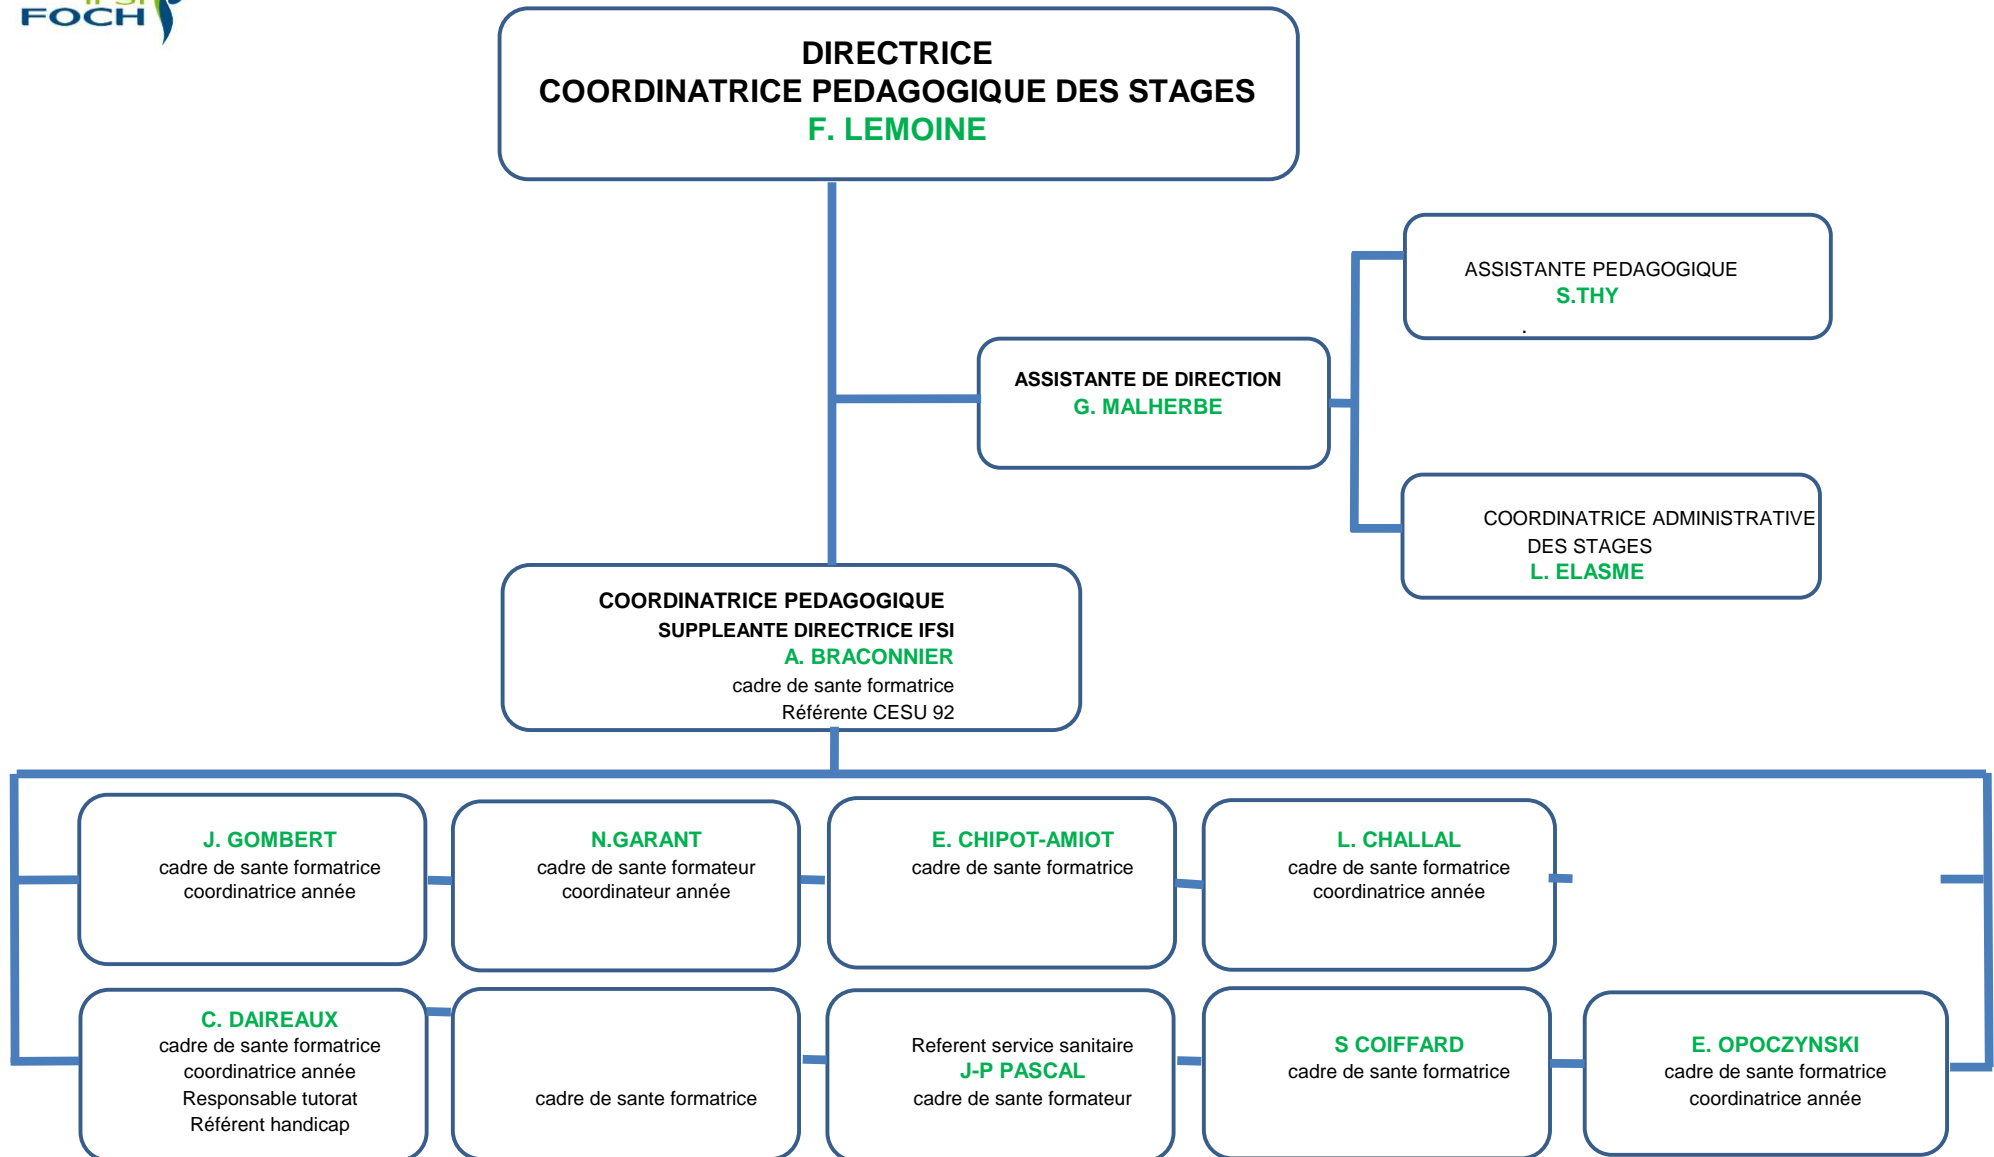 IFSI
FOCH
DIRECTRICE
COORDINATRICE PEDAGOGIQUE DES STAGES
F. LEMOINE
ASSISTANTE PEDAGOGIQUE
S.THY
.
ASSISTANTE DE DIRECTION
G. MALHERBE
COORDINATRICE ADMINISTRATIVE
DES STAGES
L. ELASME
COORDINATRICE PEDAGOGIQUE
SUPPLEANTE DIRECTRICE IFSI
A. BRACONNIER
cadre de sante formatrice
Référente CESU 92
J. GOMBERT
cadre de sante formatrice
coordinatrice année
N.GARANT
cadre de sante formateur
coordinateur année
E. CHIPOT-AMIOT
cadre de sante formatrice
L. CHALLAL
cadre de sante formatrice
coordinatrice année
C. DAIREAUX
cadre de sante formatrice
coordinatrice année
Responsable tutorat
Référent handicap
cadre de sante formatrice
Referent service sanitaire
J-P PASCAL
cadre de sante formateur
S COIFFARD
cadre de sante formatrice
E. OPOCZYNSKI
cadre de sante formatrice
coordinatrice année